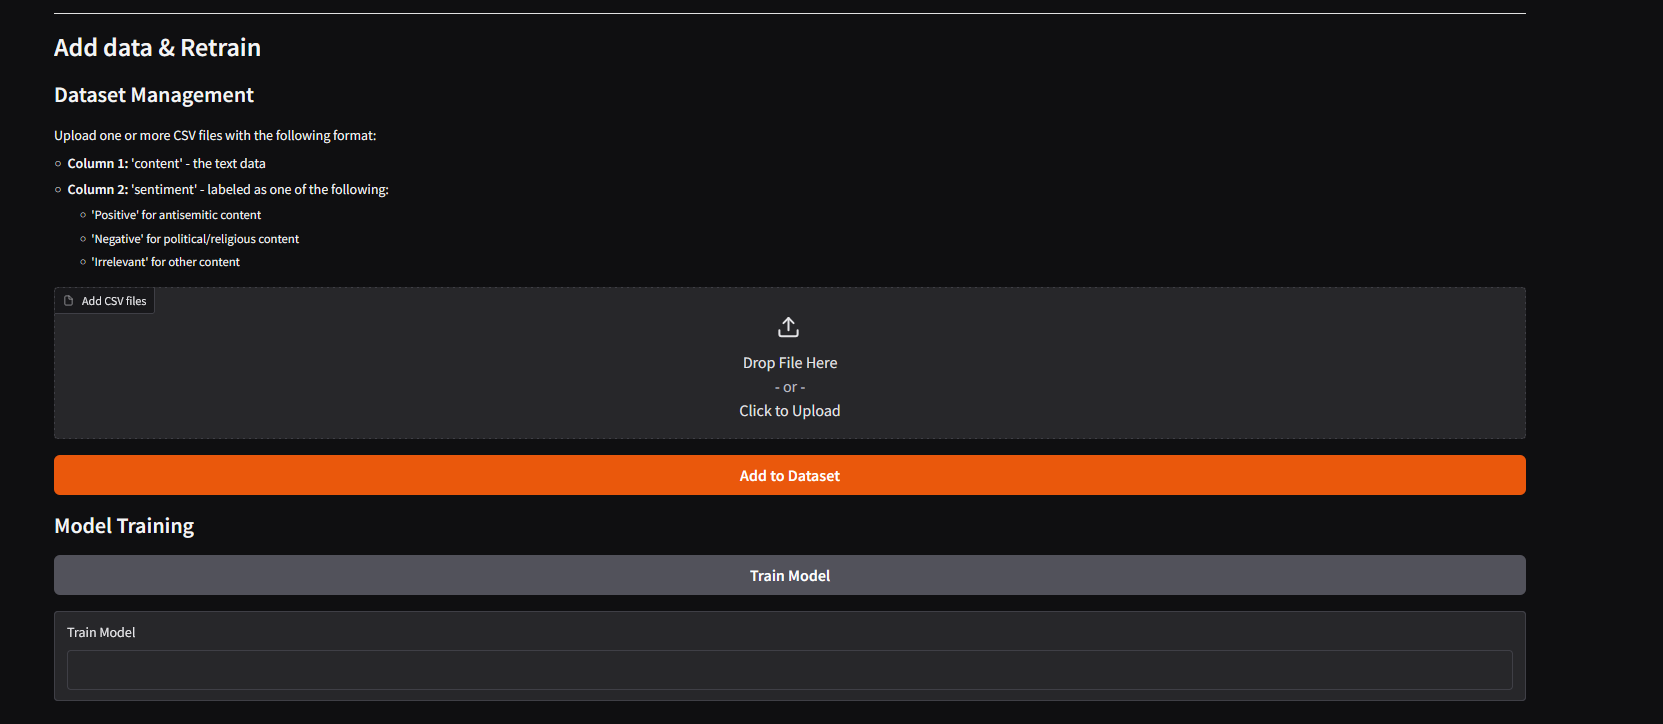 Add data & Retrain
Dataset Management
Upload one or more CSV files with the following format:
Column 1: 'content' - the text data
Column 2: 'sentiment' - labeled as one of the following:
'Positive' for antisemitic content
'Negative' for political/religious content
'Irrelevant' for other content
Add CSV files
Drop File Here
- or -
Click to Upload
Add to Dataset
Model Training
Train Model
Train Model